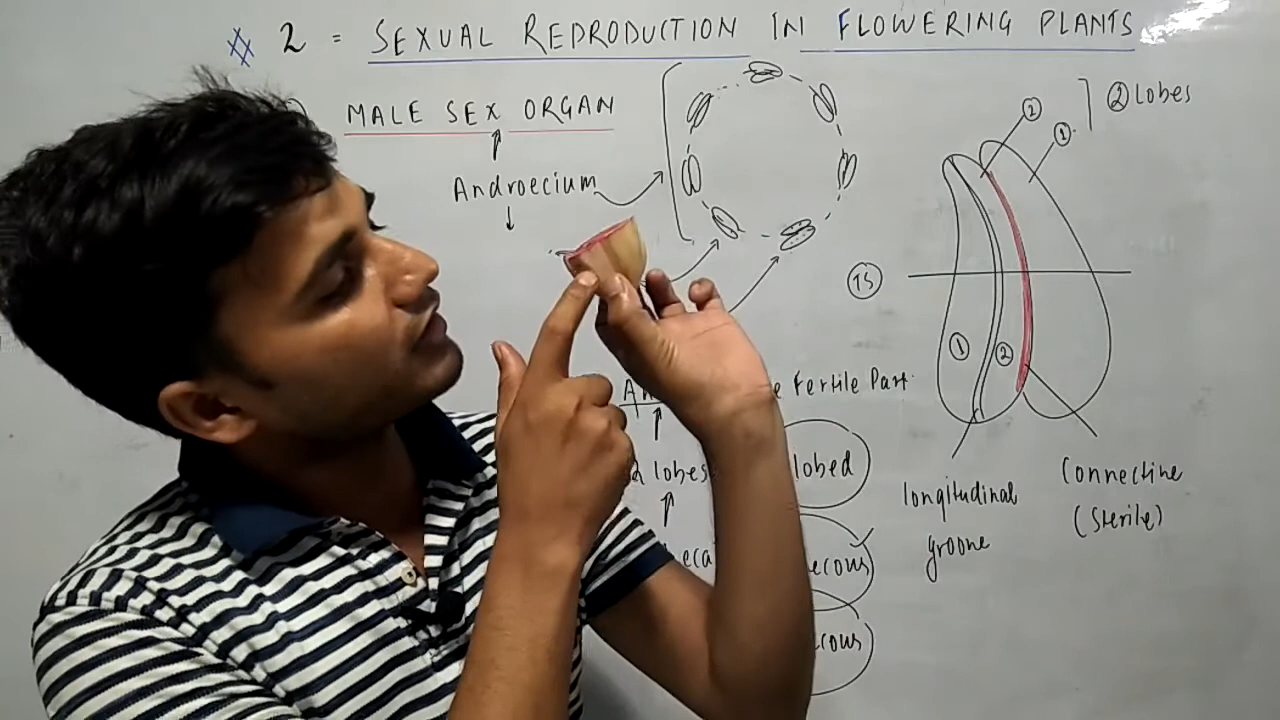 # 2 = SEXUAL REPRODUCTION IN FLOWERING PLANTS
MALE SEX ORGAN
Androecium
② Lobes
②
①
TS
① ②
Fertile Part
2 lobes
lobed
longitudinal
groove
Connective
(Sterile)